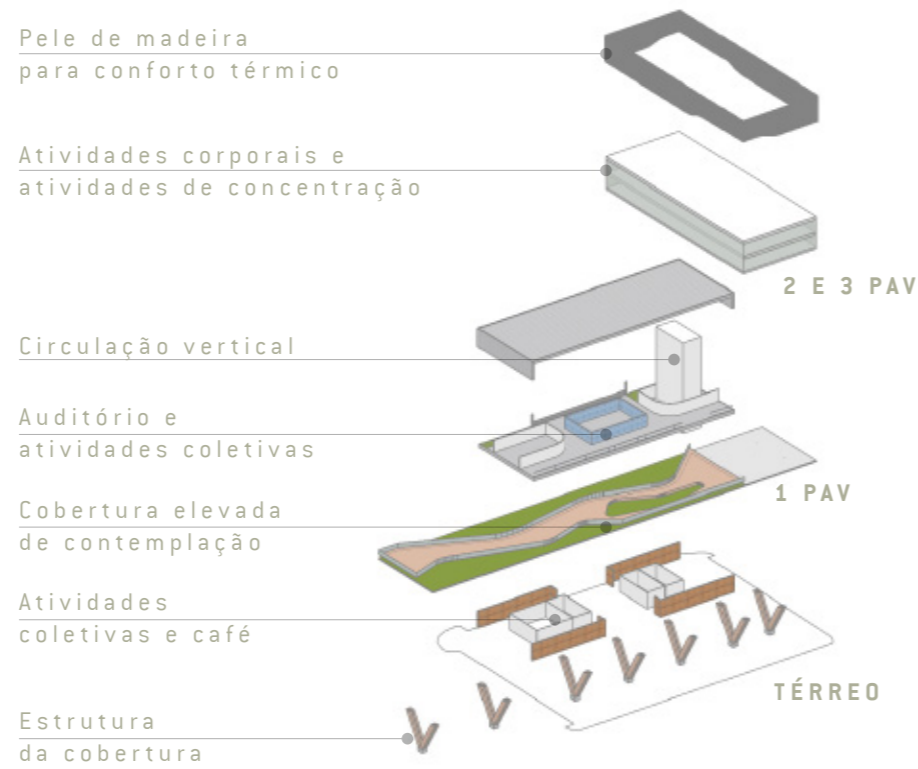 Pele de madeira
para conforto térmico
Atividades corporais e
atividades de concentração
2 E 3 PAV
Circulação vertical
Auditório e
atividades coletivas
1 PAV
Cobertura elevada
de contemplação
Atividades
coletivas e café
TÉRREO
Estrutura
da cobertura